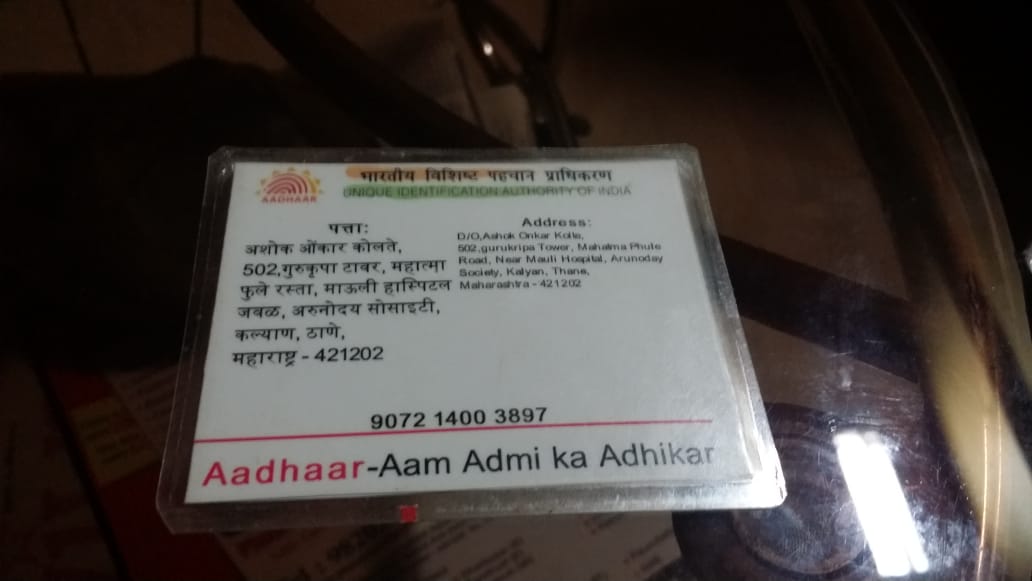 AADHAAR
भारतीय विशिष्ट पहचान प्राधिकरण
UNIQUE IDENTIFICATION AUTHORITY OF INDIA
पत्ताः
अशोक ओंकार कोलते,
502,गुरुकृपा टाबर, महात्मा
फुले रस्ता, माऊली हास्पिटल
जबळ, अरुनोदय सोसाइटी,
कल्याण, ठाणे,
महाराष्ट्र - 421202
Address:
D/O,Ashok Onkar Kolte,
502,gurukripa Tower, Mahatma Phule
Road, Near Mauli Hospital, Arunoday
Society, Kalyan, Thane,
Maharashtra - 421202
9072 1400 3897
Aadhaar-Aam Admi ka Adhikar